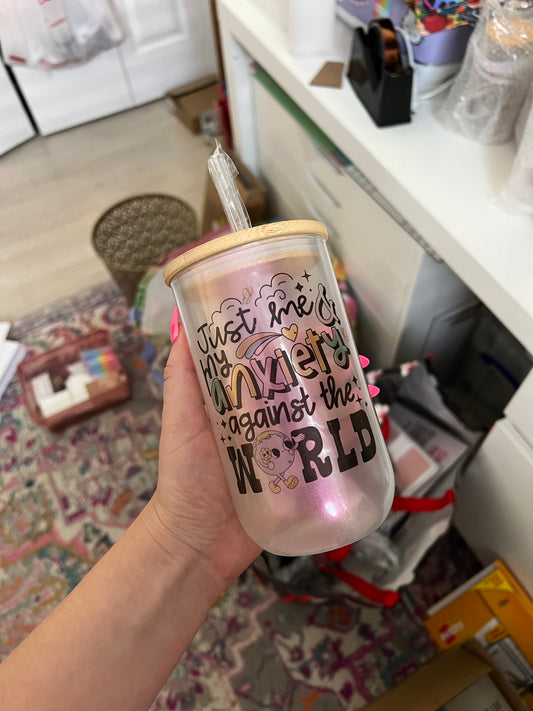 Just me &
my
anxiety
against the
WORLD